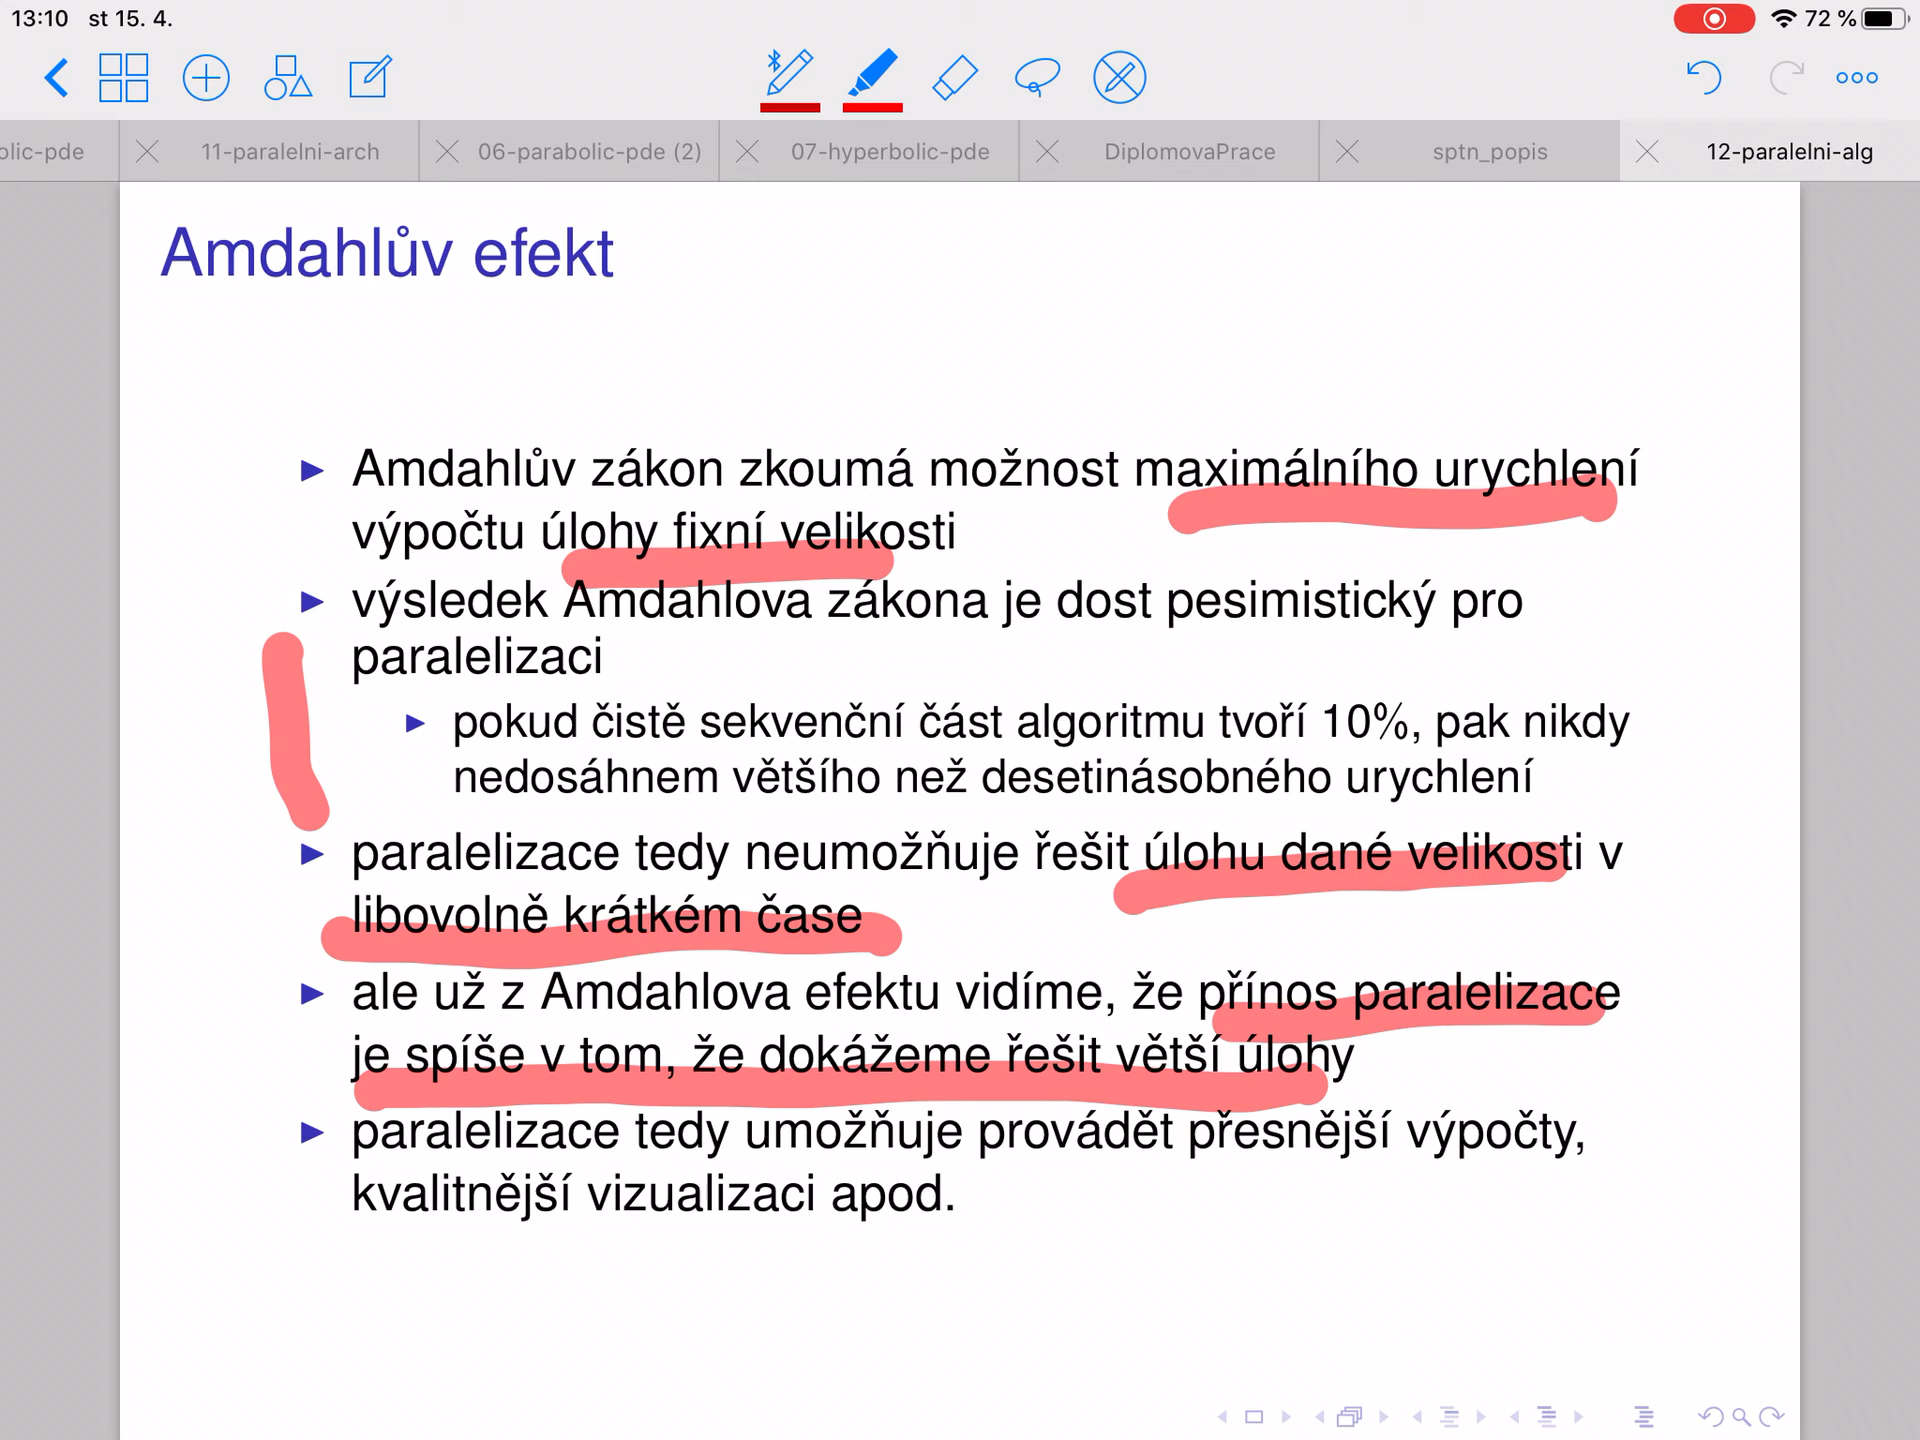 13:10 st 15. 4.
72 %
olic-pde
11-paralelni-arch
06-parabolic-pde (2)
07-hyperbolic-pde
DiplomovaPrace
sptn_popis
12-paralelni-alg
Amdahlův efekt
Amdahlův zákon zkoumá možnost maximálního urychlení
výpočtu úlohy fixní velikosti
výsledek Amdahlova zákona je dost pesimistický pro
paralelizaci
pokud čistě sekvenční část algoritmu tvoří 10%, pak nikdy
nedosáhnem většího než desetinásobného urychlení
paralelizace tedy neumožňuje řešit úlohu dané velikosti v
libovolně krátkém čase
ale už z Amdahlova efektu vidíme, že přínos paralelizace
je spíše v tom, že dokážeme řešit větší úlohy
paralelizace tedy umožňuje provádět přesnější výpočty,
kvalitnější vizualizaci apod.